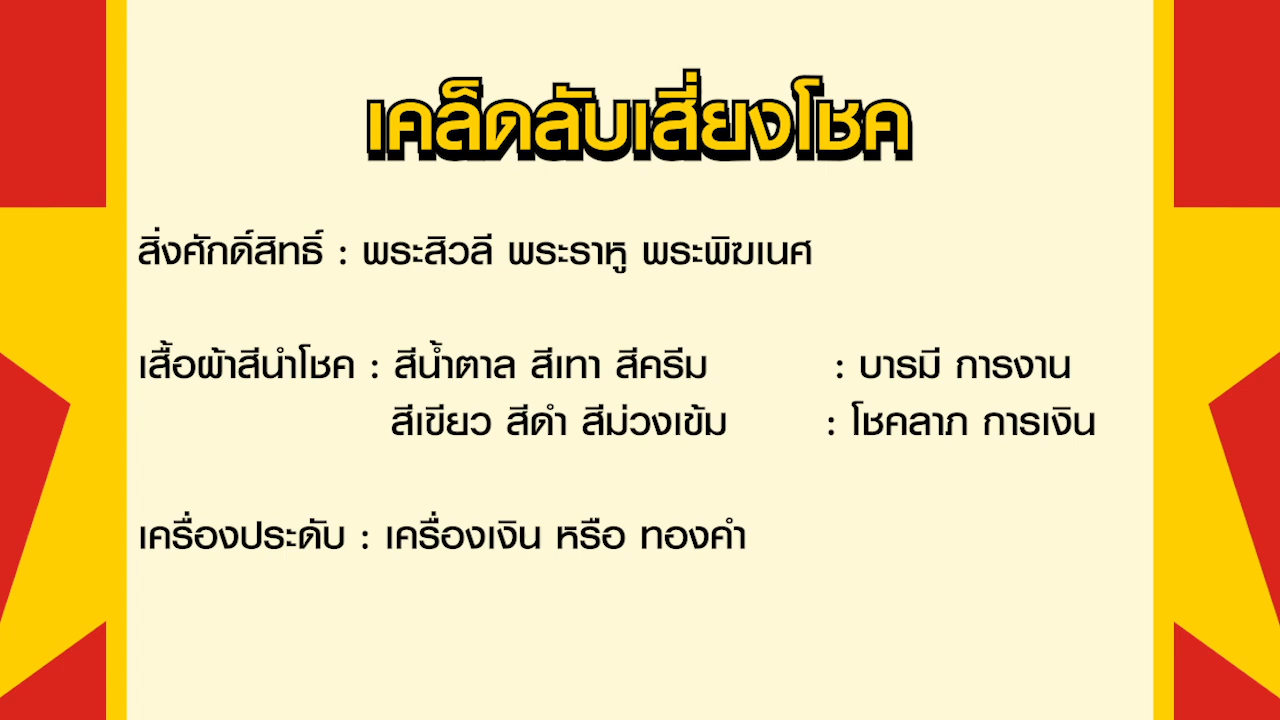 เคล็ดลับเสี่ยงโชค
สิ่งศักดิ์สิทธิ์ : พระสิวลี พระราหู พระพิฆเนศ
เสื้อผ้าสีนำโชค : สีน้ำตาล สีเทา สีครีม : บารมี การงาน
สีเขียว สีดำ สีม่วงเข้ม : โชคลาภ การเงิน
เครื่องประดับ : เครื่องเงิน หรือ ทองคำ